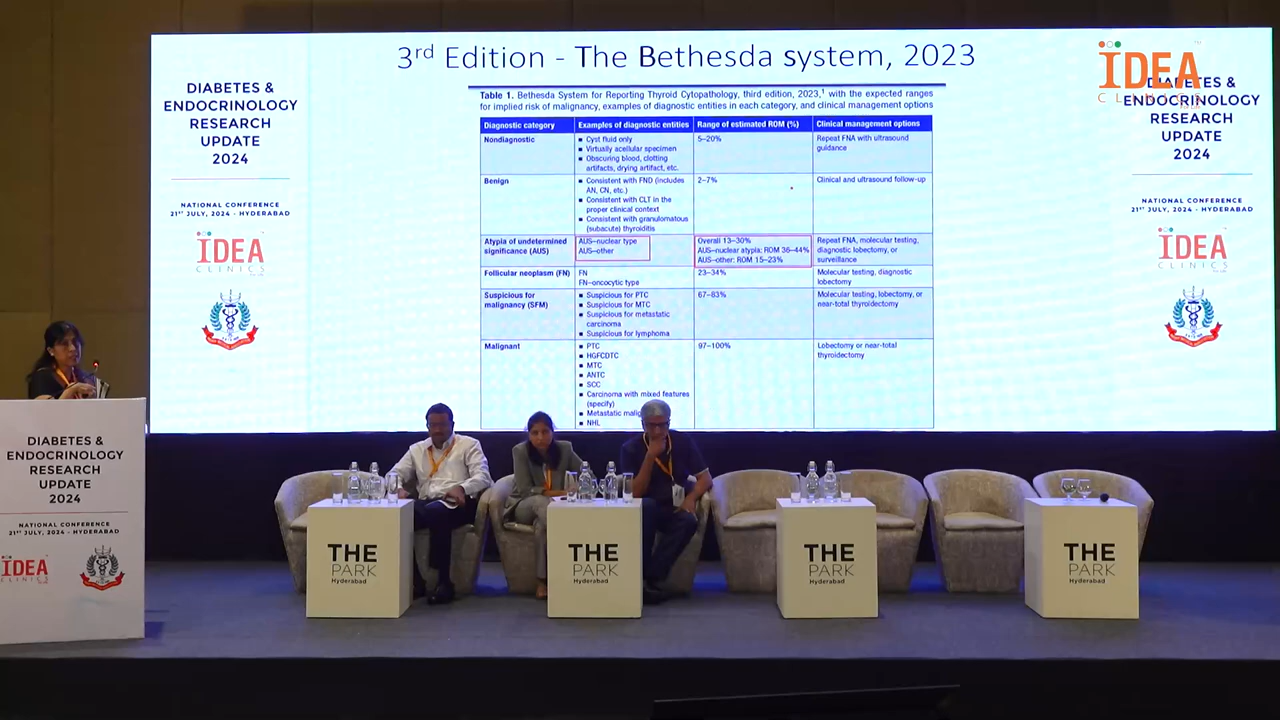 3rd Edition - The Bethesda system, 2023
DIABETES &
ENDOCRINOLOGY
RESEARCH
UPDATE
2024
NATIONAL CONFERENCE
21ST JULY, 2024 - HYDERABAD
IDEA
CLINICS
Table 1. Bethesda System for Reporting Thyroid Cytopathology, third edition, 2023,1 with the expected ranges
for implied risk of malignancy, examples of diagnostic entities in each category, and clinical management options
Diagnostic category Examples of diagnostic entities Range of estimated ROM (%) Clinical management options
Nondiagnostic
▪ Cyst fluid only
▪ Virtually acellular specimen
▪ Obscuring blood, clotting
artifacts, drying artifact, etc.
5–20%
Repeat FNA with ultrasound
guidance
Benign
▪ Consistent with FND (includes
AN, CN, etc.)
▪ Consistent with CLT in the
proper clinical context
▪ Consistent with granulomatous
(subacute) thyroiditis
2–7%
Clinical and ultrasound follow-up
Atypia of undetermined
significance (AUS)
AUS–nuclear type
AUS–other
Overall 13–30%
AUS–nuclear atypia: ROM 36–44%
AUS–other: ROM 15–23%
Repeat FNA, molecular testing,
diagnostic lobectomy, or
surveillance
Follicular neoplasm (FN)
FN
FN–oncocytic type
23–34%
Molecular testing, diagnostic
lobectomy
Suspicious for
malignancy (SFM)
▪ Suspicious for PTC
▪ Suspicious for MTC
▪ Suspicious for metastatic
carcinoma
▪ Suspicious for lymphoma
67–83%
Molecular testing, lobectomy, or
near-total thyroidectomy
Malignant
▪ PTC
▪ HGFCDTC
▪ MTC
▪ ANTC
▪ SCC
▪ Carcinoma with mixed features
(specify)
▪ Metastatic
▪ NHL
97–100%
Lobectomy or near-total
thyroidectomy
IDEA
CLINICS
DIABETES &
ENDOCRINOLOGY
RESEARCH
UPDATE
2024
NATIONAL CONFERENCE
21ST JULY, 2024 - HYDERABAD
IDEA
CLINICS
DIABETES &
ENDOCRINOLOGY
RESEARCH
UPDATE
2024
NATIONAL CONFERENCE
21ST JULY, 2024 - HYDERABAD
IDEA
CLINICS
THE
PARK
Hyderabad
THE
PARK
Hyderabad
THE
PARK
Hyderabad
THE
PARK
Hyderabad